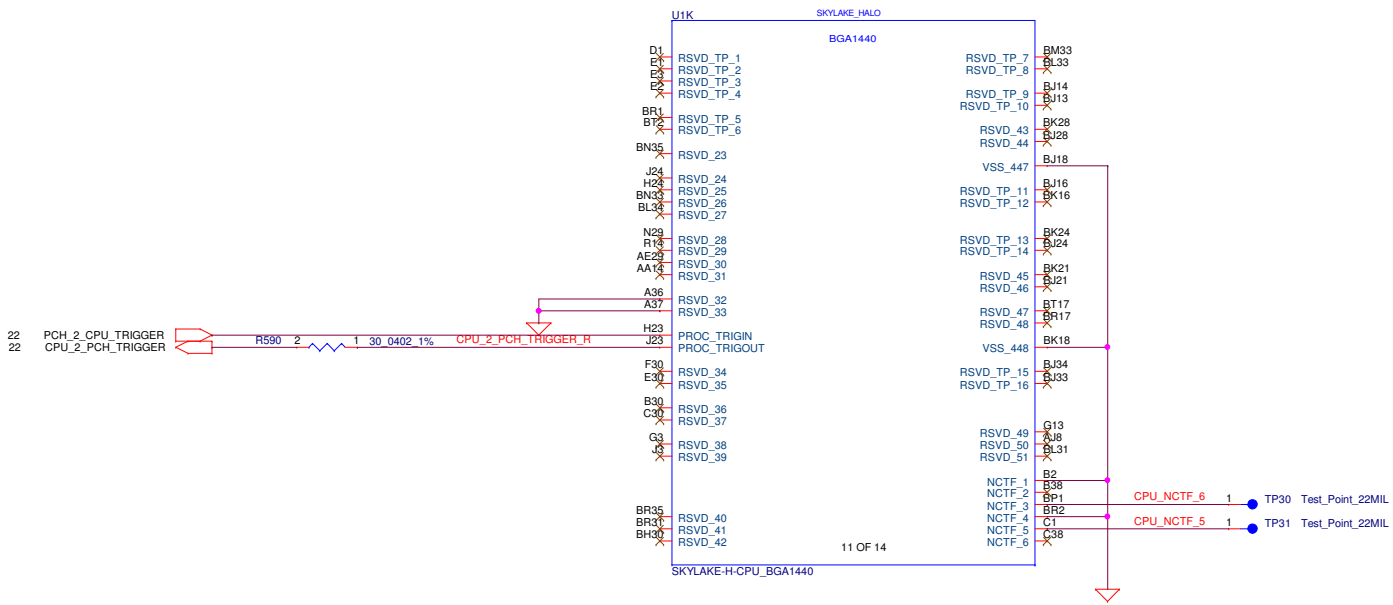 U1K SKYLAKE_HALO
BGA1440
D1 RSVD_TP_1 RSVD_TP_7 BM33
E1 RSVD_TP_2 RSVD_TP_8 BL33
E3 RSVD_TP_3
E2 RSVD_TP_4 RSVD_TP_9 BJ14
RSVD_TP_10 BJ13
BR1 RSVD_TP_5
BT2 RSVD_TP_6 RSVD_43 BK28
RSVD_44 BJ28
BN35 RSVD_23
VSS_447 BJ18
J24 RSVD_24
H24 RSVD_25 RSVD_TP_11 BJ16
BN33 RSVD_26 RSVD_TP_12 BK16
BL34 RSVD_27
N29 RSVD_28 RSVD_TP_13 BK24
R14 RSVD_29 RSVD_TP_14 BJ24
AE29 RSVD_30
AA14 RSVD_31 RSVD_45 BK21
RSVD_46 BJ21
A36 RSVD_32
A37 RSVD_33 RSVD_47 BT17
RSVD_48 BR17
22 PCH_2_CPU_TRIGGER H23 PROC_TRIGIN
22 CPU_2_PCH_TRIGGER R590 2 1 30_0402_1% CPU_2_PCH_TRIGGER_R J23 PROC_TRIGOUT VSS_448 BK18
F30 RSVD_34 RSVD_TP_15 BJ34
E30 RSVD_35 RSVD_TP_16 BJ33
B30 RSVD_36
C30 RSVD_37
RSVD_49 G13
G3 RSVD_38 RSVD_50 AJ8
J3 RSVD_39 RSVD_51 BL31
NCTF_1 B2
NCTF_2 B38
NCTF_3 BP1 CPU_NCTF_6 1 TP30 Test_Point_22MIL
BR35 RSVD_40 NCTF_4 BR2
BR31 RSVD_41 NCTF_5 C1 CPU_NCTF_5 1 TP31 Test_Point_22MIL
BH30 RSVD_42 NCTF_6 C38
11 OF 14
SKYLAKE-H-CPU_BGA1440